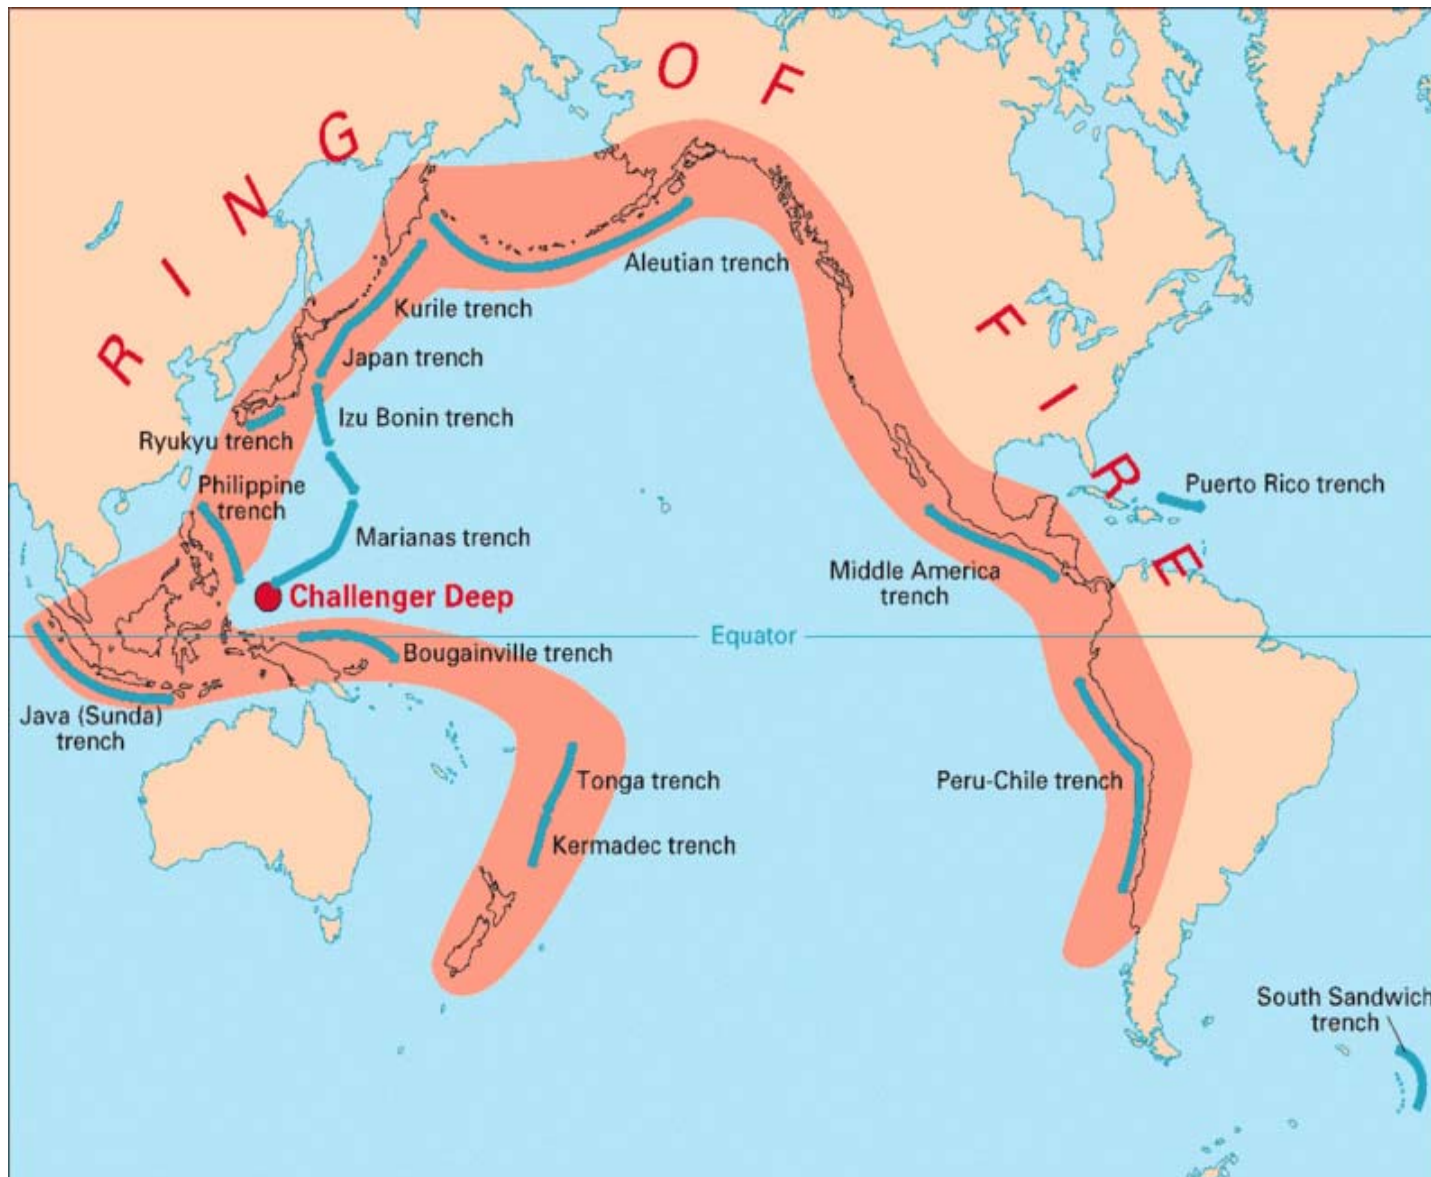 RING OF FIRE
Aleutian trench
Kurile trench
Japan trench
Izu Bonin trench
Ryukyu trench
Philippine
trench
Puerto Rico trench
Marianas trench
Middle America
trench
Challenger Deep
Equator
Bougainville trench
Java (Sunda)
trench
Tonga trench
Peru-Chile trench
Kermadec trench
South Sandwich
trench